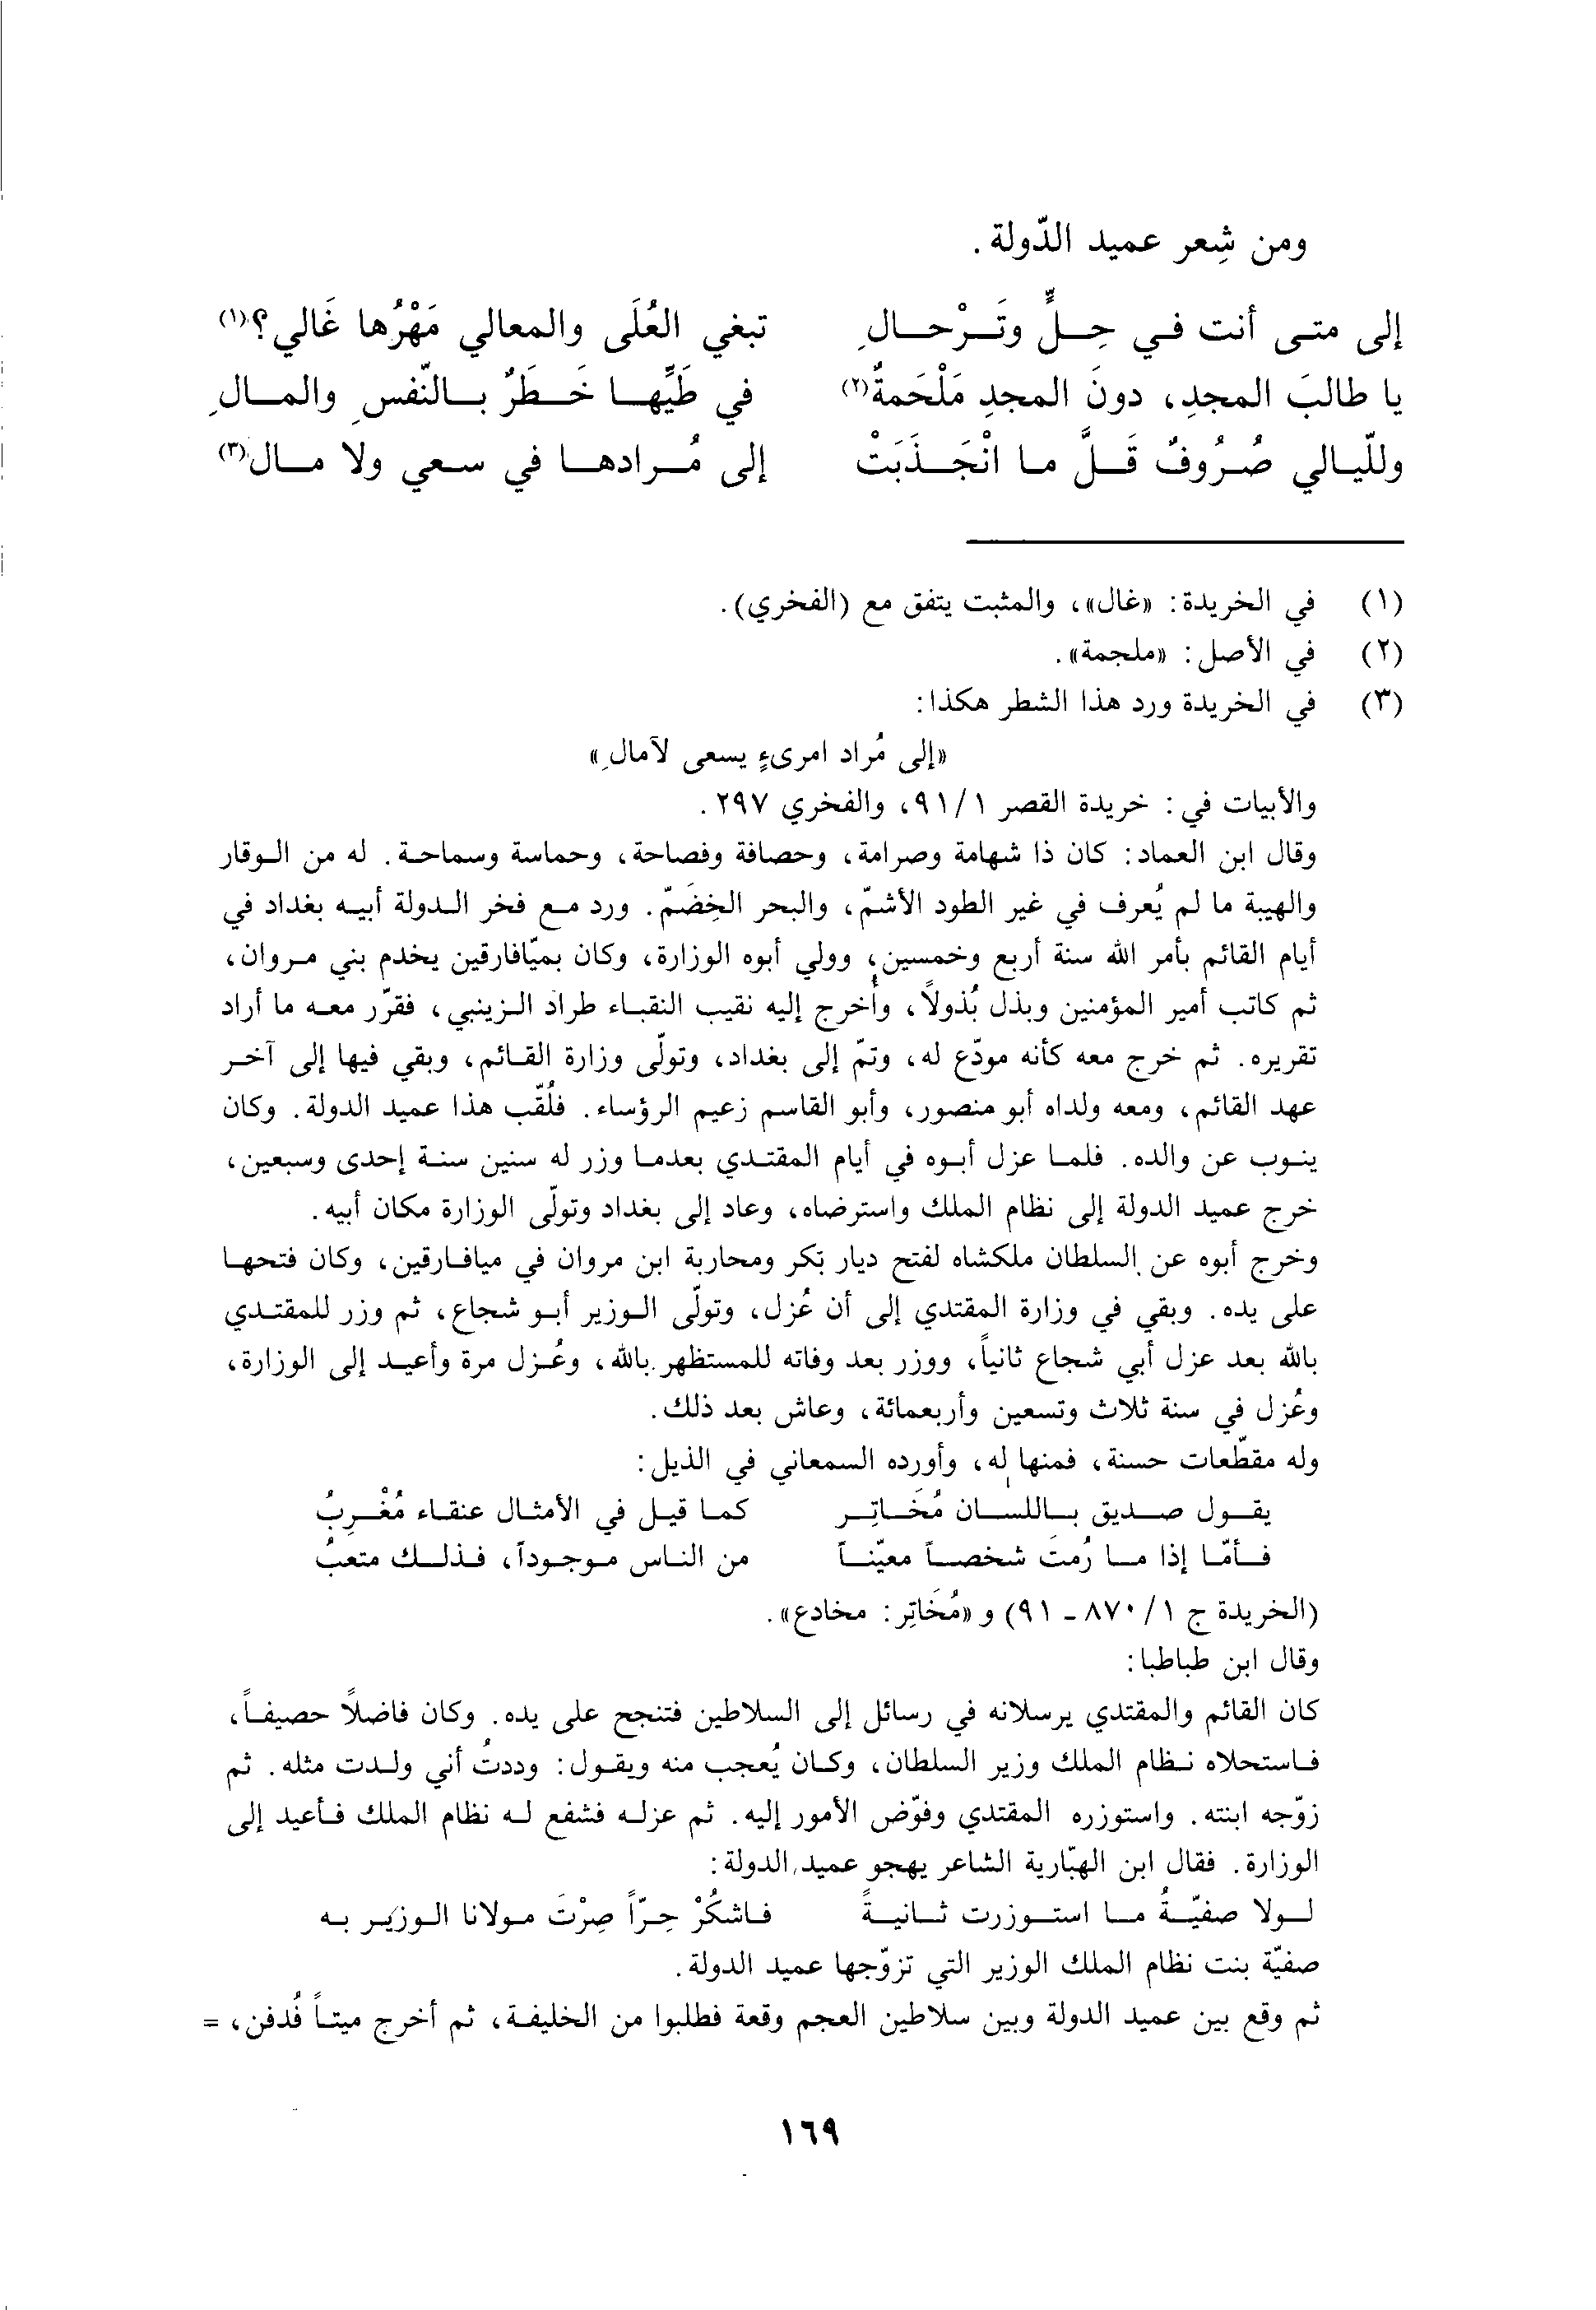 ومن شِعر عميد الدّولة.
إلى متى أنت في حِلٍّ وتَرْحالِ تبغي العُلَى والمعالي مَهْرُها غَالي؟(١)
يا طالبَ المجدِ، دونَ المجدِ مَلْحَمةٌ(٢) في طَيِّها خَطَرٌ بالنّفسِ والمالِ
وللّيالي صُرُوفٌ قَلَّ ما انْجَذَبَتْ إلى مُرادها في سعي ولا مال(٣)
(١) في الخريدة: «غال»، والمثبت يتفق مع (الفخري).
(٢) في الأصل: «ملجمة».
(٣) في الخريدة ورد هذا الشطر هكذا:
«إلى مُراد امرىءٍ يسعى لآمالِ»
والأبيات في: خريدة القصر ٩١/١، والفخري ٢٩٧.
وقال ابن العماد: كان ذا شهامة وصرامة، وحصافة وفصاحة، وحماسة وسماحة. له من الوقار
والهيبة ما لم يُعرف في غير الطود الأشمّ، والبحر الخِضَمّ. ورد مع فخر الدولة أبيه بغداد في
أيام القائم بأمر الله سنة أربع وخمسين، وولي أبوه الوزارة، وكان بميّافارقين يخدم بني مروان،
ثم كاتب أمير المؤمنين وبذل بُذولاً، وأُخرج إليه نقيب النقباء طراد الزينبي، فقرّر معه ما أراد
تقريره. ثم خرج معه كأنه مودّع له، وتمّ إلى بغداد، وتولّى وزارة القائم، وبقي فيها إلى آخر
عهد القائم، ومعه ولداه أبو منصور، وأبو القاسم زعيم الرؤساء. فلُقّب هذا عميد الدولة. وكان
ينوب عن والده. فلما عزل أبوه في أيام المقتدي بعدما وزر له سنين سنة إحدى وسبعين،
خرج عميد الدولة إلى نظام الملك واسترضاه، وعاد إلى بغداد وتولّى الوزارة مكان أبيه.
وخرج أبوه عن السلطان ملكشاه لفتح ديار بَكر ومحاربة ابن مروان في ميافارقين، وكان فتحها
على يده. وبقي في وزارة المقتدي إلى أن عُزل، وتولّى الوزير أبو شجاع، ثم وزر للمقتدي
بالله بعد عزل أبي شجاع ثانياً، ووزر بعد وفاته للمستظهر بالله، وعُزل مرة وأعيد إلى الوزارة،
وعُزل في سنة ثلاث وتسعين وأربعمائة، وعاش بعد ذلك.
وله مقطّعات حسنة، فمنها له، وأورده السمعاني في الذيل:
يقول صديق باللسان مُخَاتِر كما قيل في الأمثال عنقاء مُغْرِبُ
فأمّا إذا ما رُمتَ شخصاً معيّناً من الناس موجوداً، فذلك متعبُ
(الخريدة ج ٨٧٠/١ - ٩١) و «مُخَاتِر: مخادع».
وقال ابن طباطبا:
كان القائم والمقتدي يرسلانه في رسائل إلى السلاطين فتنجح على يده. وكان فاضلاً حصيفاً،
فاستحلاه نظام الملك وزير السلطان، وكان يُعجب منه ويقول: وددتُ أني ولدت مثله. ثم
زوّجه ابنته. واستوزره المقتدي وفوّض الأمور إليه. ثم عزله فشفع له نظام الملك فأعيد إلى
الوزارة. فقال ابن الهبّارية الشاعر يهجو عميد الدولة:
لولا صفيّةُ ما استوزرت ثانيةً فاشكُرْ حِرّاً صِرْتَ مولانا الوزير به
صفيّة بنت نظام الملك الوزير التي تزوّجها عميد الدولة.
ثم وقع بين عميد الدولة وبين سلاطين العجم وقعة فطلبوا من الخليفة، ثم أخرج ميتاً فُدفن، =
١٦٩